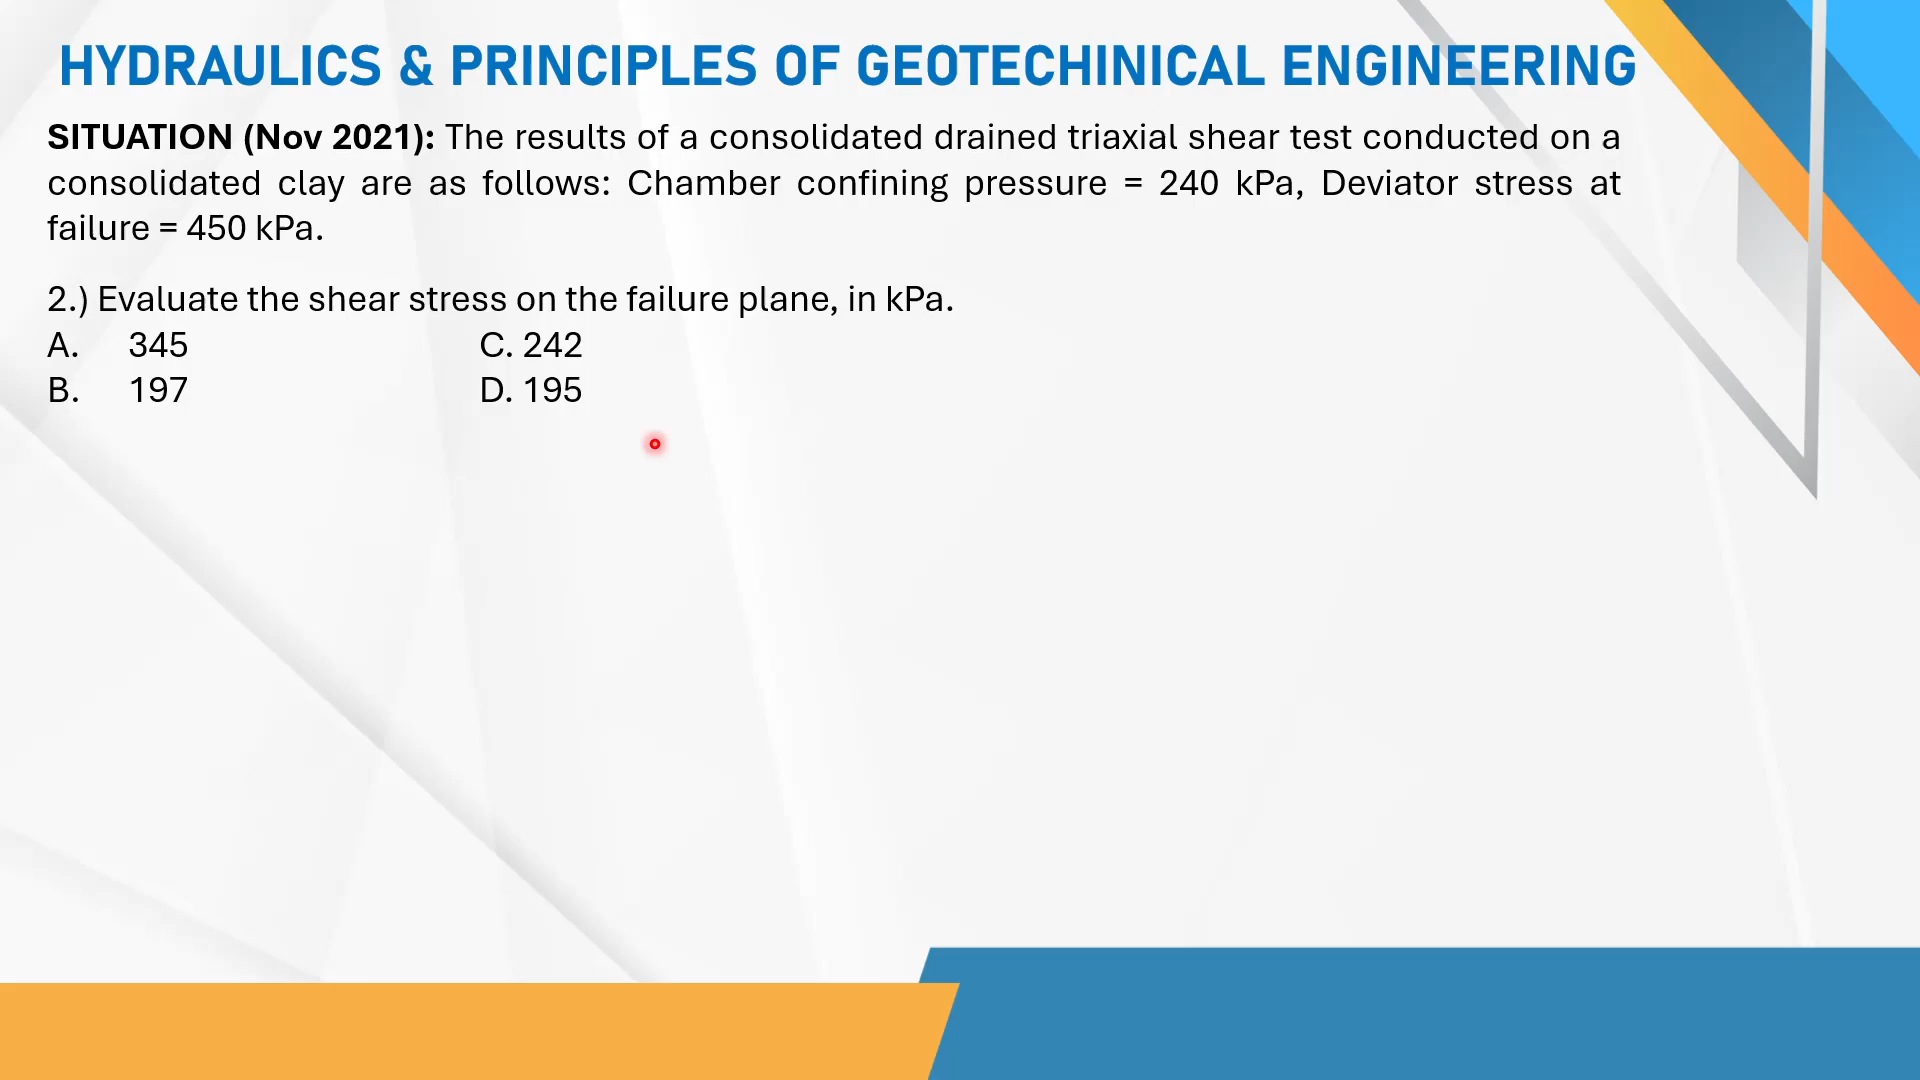 HYDRAULICS & PRINCIPLES OF GEOTECHINICAL ENGINEERING
SITUATION (Nov 2021): The results of a consolidated drained triaxial shear test conducted on a
consolidated clay are as follows: Chamber confining pressure = 240 kPa, Deviator stress at
failure = 450 kPa.
2.) Evaluate the shear stress on the failure plane, in kPa.
A. 345 C. 242
B. 197 D. 195